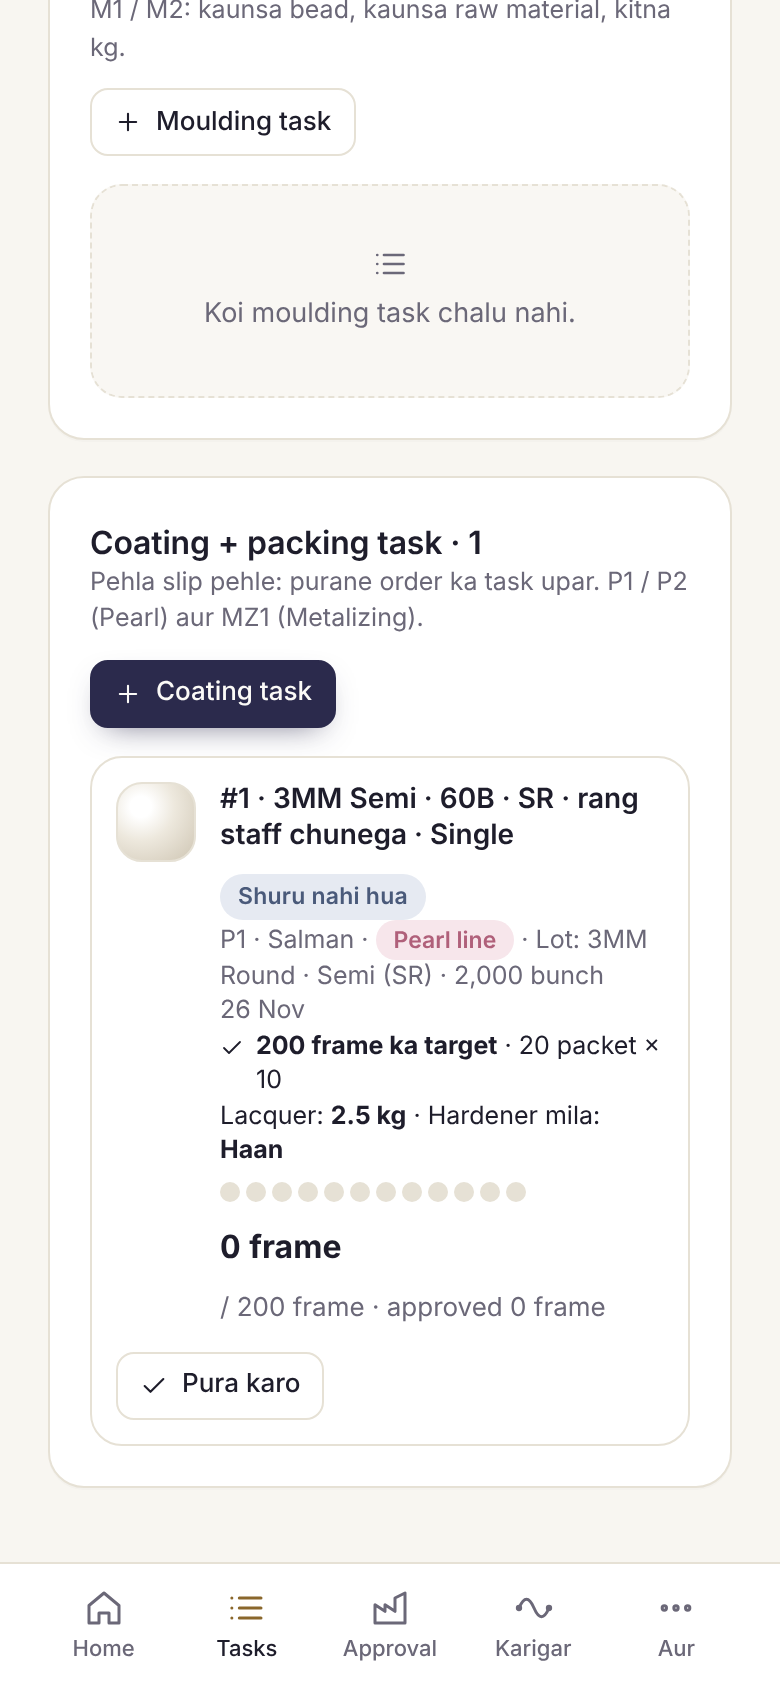 M1 / M2: kaunsa bead, kaunsa raw material, kitna
kg.
+ Moulding task
Koi moulding task chalu nahi.
Coating + packing task · 1
Pehla slip pehle: purane order ka task upar. P1 / P2
(Pearl) aur MZ1 (Metalizing).
+ Coating task
#1 · 3MM Semi · 60B · SR · rang
staff chunega · Single
Shuru nahi hua
P1 · Salman · Pearl line · Lot: 3MM
Round · Semi (SR) · 2,000 bunch
26 Nov
200 frame ka target · 20 packet ×
10
Lacquer: 2.5 kg · Hardener mila:
Haan
0 frame
/ 200 frame · approved 0 frame
Pura karo
Home
Tasks
Approval
Karigar
Aur